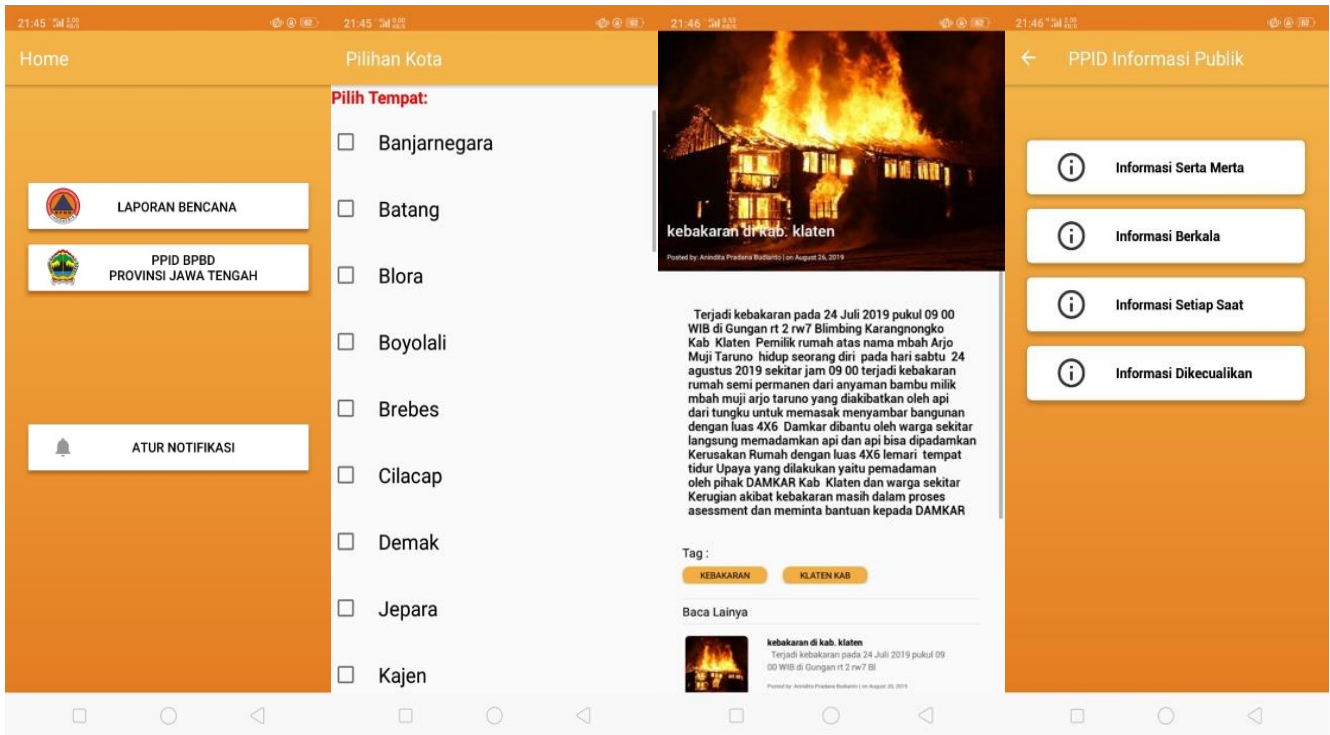 21:45
Home
LAPORAN BENCANA
PPID BPBD
PROVINSI JAWA TENGAH
ATUR NOTIFIKASI
21:45
Pilihan Kota
Pilih Tempat:
Banjarnegara
Batang
Blora
Boyolali
Brebes
Cilacap
Demak
Jepara
Kajen
21:46
kebakaran di kab. klaten
Posted by: Anindita Pradana Budianto | on August 26, 2019
Terjadi kebakaran pada 24 Juli 2019 pukul 09 00
WIB di Gungan rt 2 rw7 Blimbing Karangnongko
Kab Klaten Pemilik rumah atas nama mbah Arjo
Muji Taruno hidup seorang diri pada hari sabtu 24
agustus 2019 sekitar jam 09 00 terjadi kebakaran
rumah semi permanen dari anyaman bambu milik
mbah muji arjo taruno yang diakibatkan oleh api
dari tungku untuk memasak menyambar bangunan
dengan luas 4X6 Damkar dibantu oleh warga sekitar
langsung memadamkan api dan api bisa dipadamkan
Kerusakan Rumah dengan luas 4X6 lemari tempat
tidur Upaya yang dilakukan yaitu pemadaman
oleh pihak DAMKAR Kab Klaten dan warga sekitar
Kerugian akibat kebakaran masih dalam proses
asessment dan meminta bantuan kepada DAMKAR
Tag :
KEBAKARAN KLATEN KAB
Baca Lainya
kebakaran di kab. klaten
Terjadi kebakaran pada 24 Juli 2019 pukul 09
00 WIB di Gungan rt 2 rw7 Bl
Posted by: Anindita Pradana Budianto | on August 25, 2019
21:46
PPID Informasi Publik
Informasi Serta Merta
Informasi Berkala
Informasi Setiap Saat
Informasi Dikecualikan